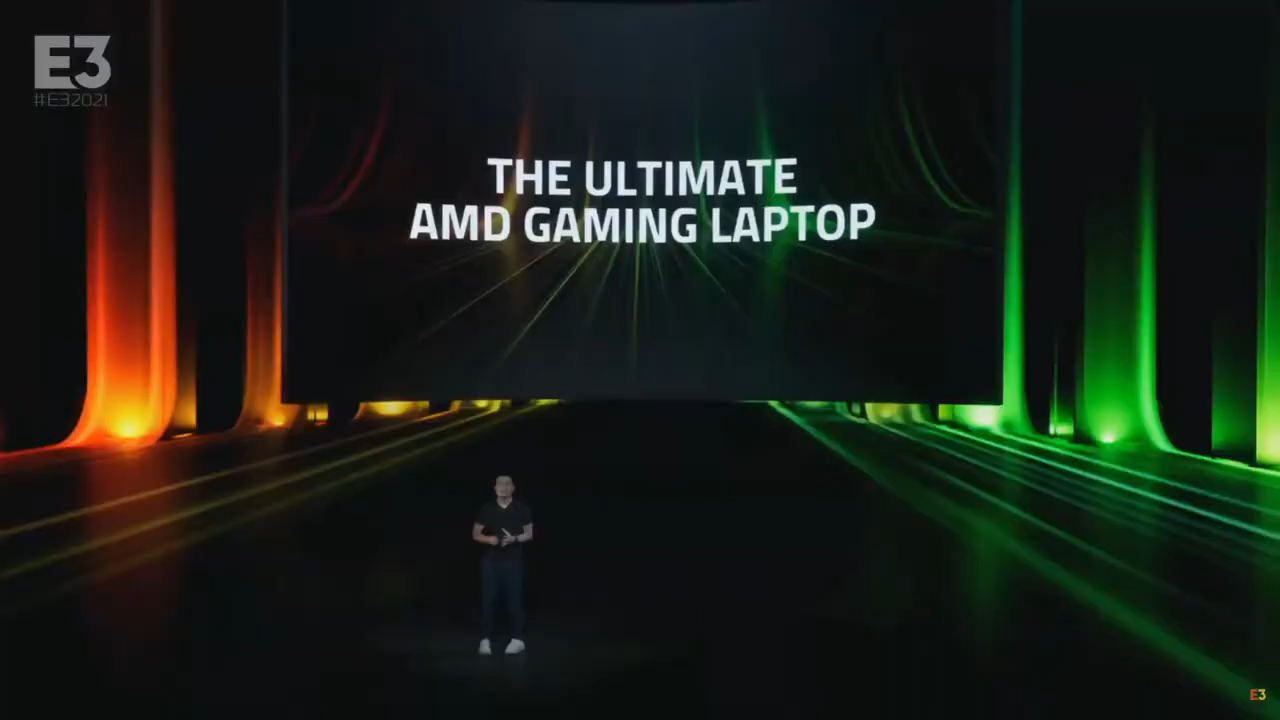 E3
#E32021
THE ULTIMATE
AMD GAMING LAPTOP
E3